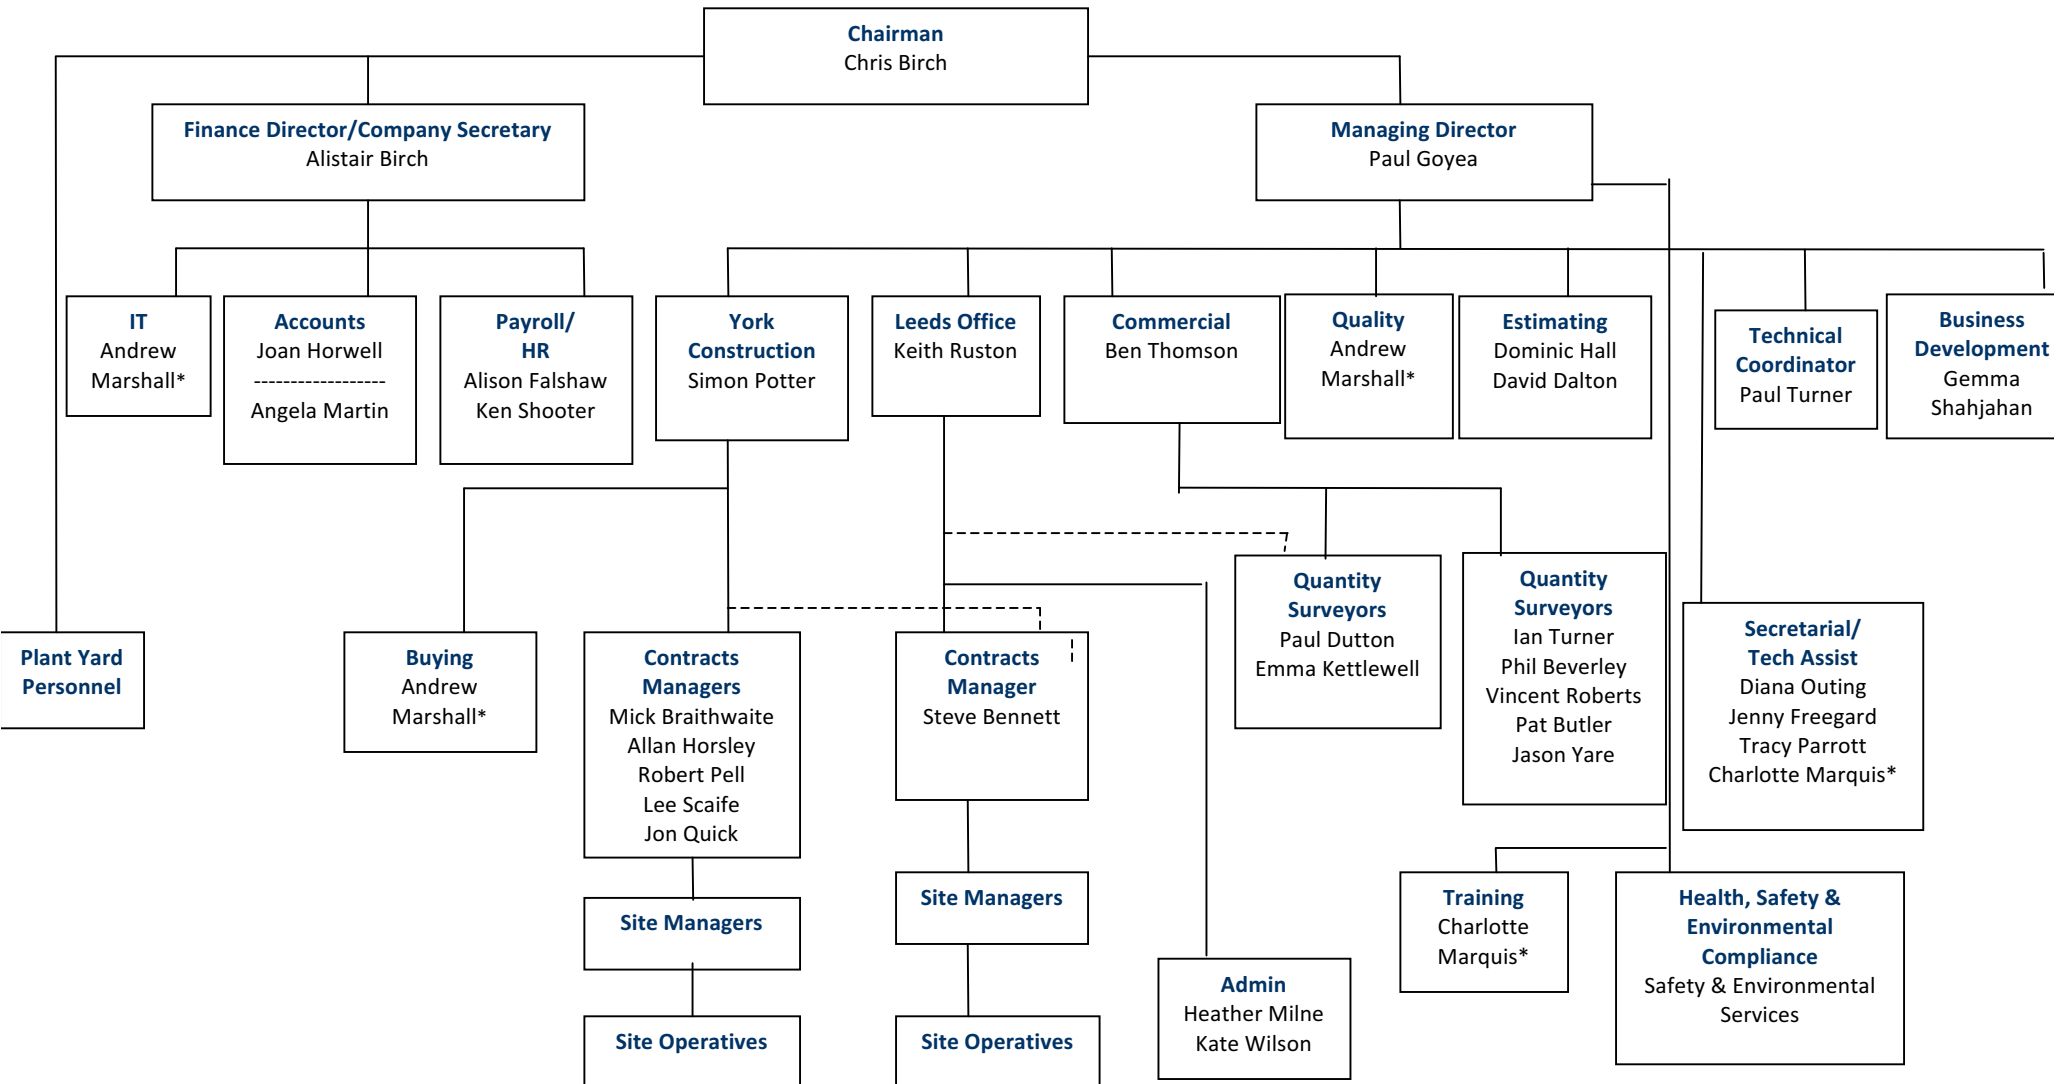 Chairman
Chris Birch
Finance Director/Company Secretary
Alistair Birch
Managing Director
Paul Goyea
IT
Andrew
Marshall*
Accounts
Joan Horwell
------------------
Angela Martin
Payroll/
HR
Alison Falshaw
Ken Shooter
York
Construction
Simon Potter
Leeds Office
Keith Ruston
Commercial
Ben Thomson
Quality
Andrew
Marshall*
Estimating
Dominic Hall
David Dalton
Technical
Coordinator
Paul Turner
Business
Development
Gemma
Shahjahan
Plant Yard
Personnel
Buying
Andrew
Marshall*
Contracts
Managers
Mick Braithwaite
Allan Horsley
Robert Pell
Lee Scaife
Jon Quick
Contracts
Manager
Steve Bennett
Quantity
Surveyors
Paul Dutton
Emma Kettlewell
Quantity
Surveyors
Ian Turner
Phil Beverley
Vincent Roberts
Pat Butler
Jason Yare
Secretarial/
Tech Assist
Diana Outing
Jenny Freegard
Tracy Parrott
Charlotte Marquis*
Site Managers
Site Managers
Training
Charlotte
Marquis*
Health, Safety &
Environmental
Compliance
Safety & Environmental
Services
Admin
Heather Milne
Kate Wilson
Site Operatives
Site Operatives